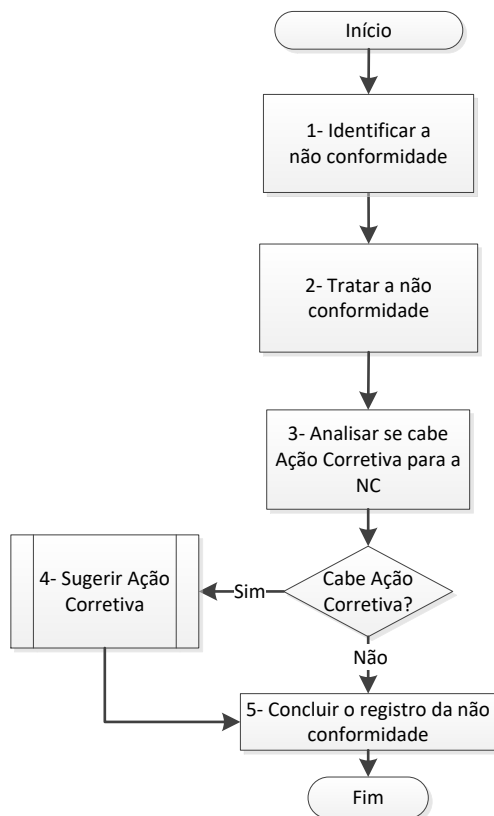 Início
1- Identificar a
não conformidade
2- Tratar a não
conformidade
3- Analisar se cabe
Ação Corretiva para a
NC
Cabe Ação
Corretiva?
Sim
4- Sugerir Ação
Corretiva
Não
5- Concluir o registro da não
conformidade
Fim